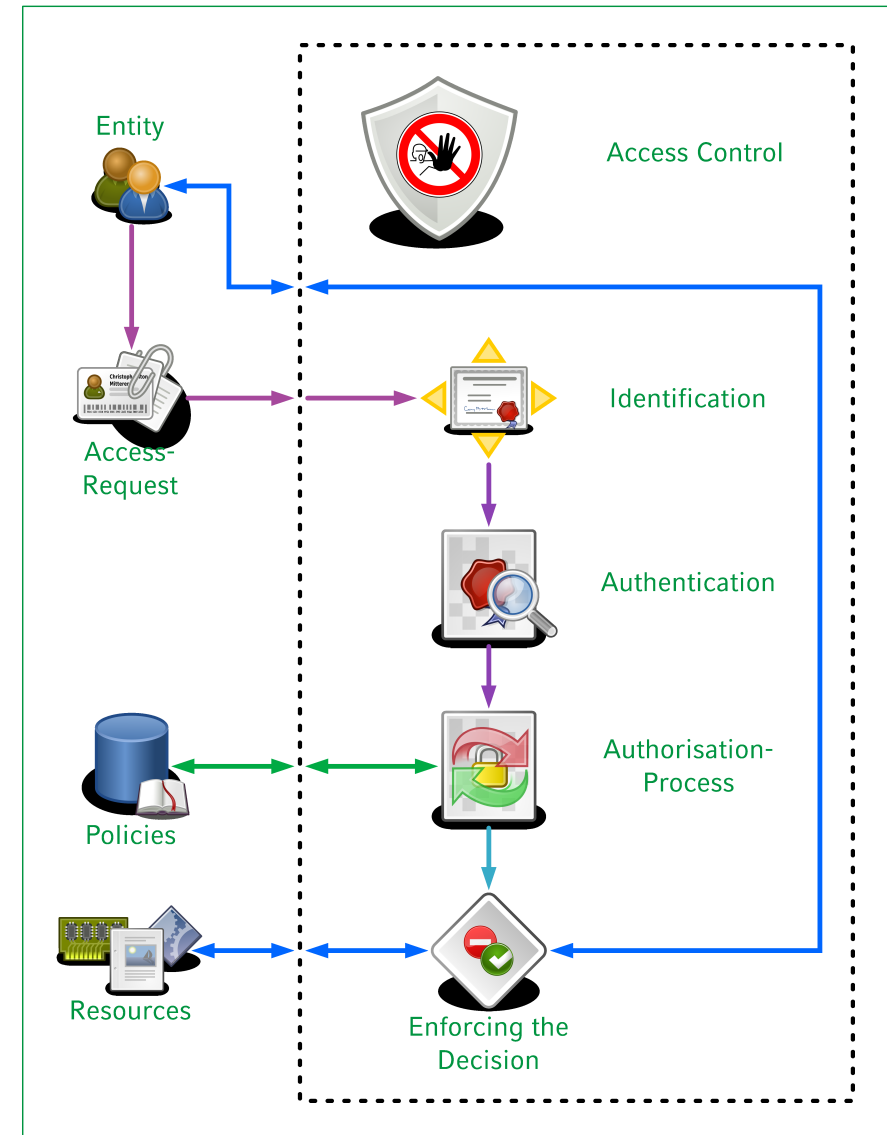 Entity
Access Control
Identification
Access-
Request
Authentication
Authorisation-
Process
Policies
Resources
Enforcing the
Decision